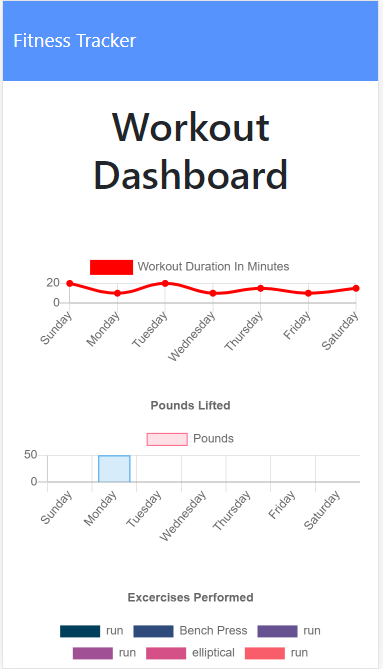 Fitness Tracker
Workout
Dashboard
Workout Duration In Minutes
20
0
Sunday Monday Tuesday Wednesday Thursday Friday Saturday
Pounds Lifted
Pounds
50
0
Sunday Monday Tuesday Wednesday Thursday Friday Saturday
Excercises Performed
run Bench Press run
run elliptical run